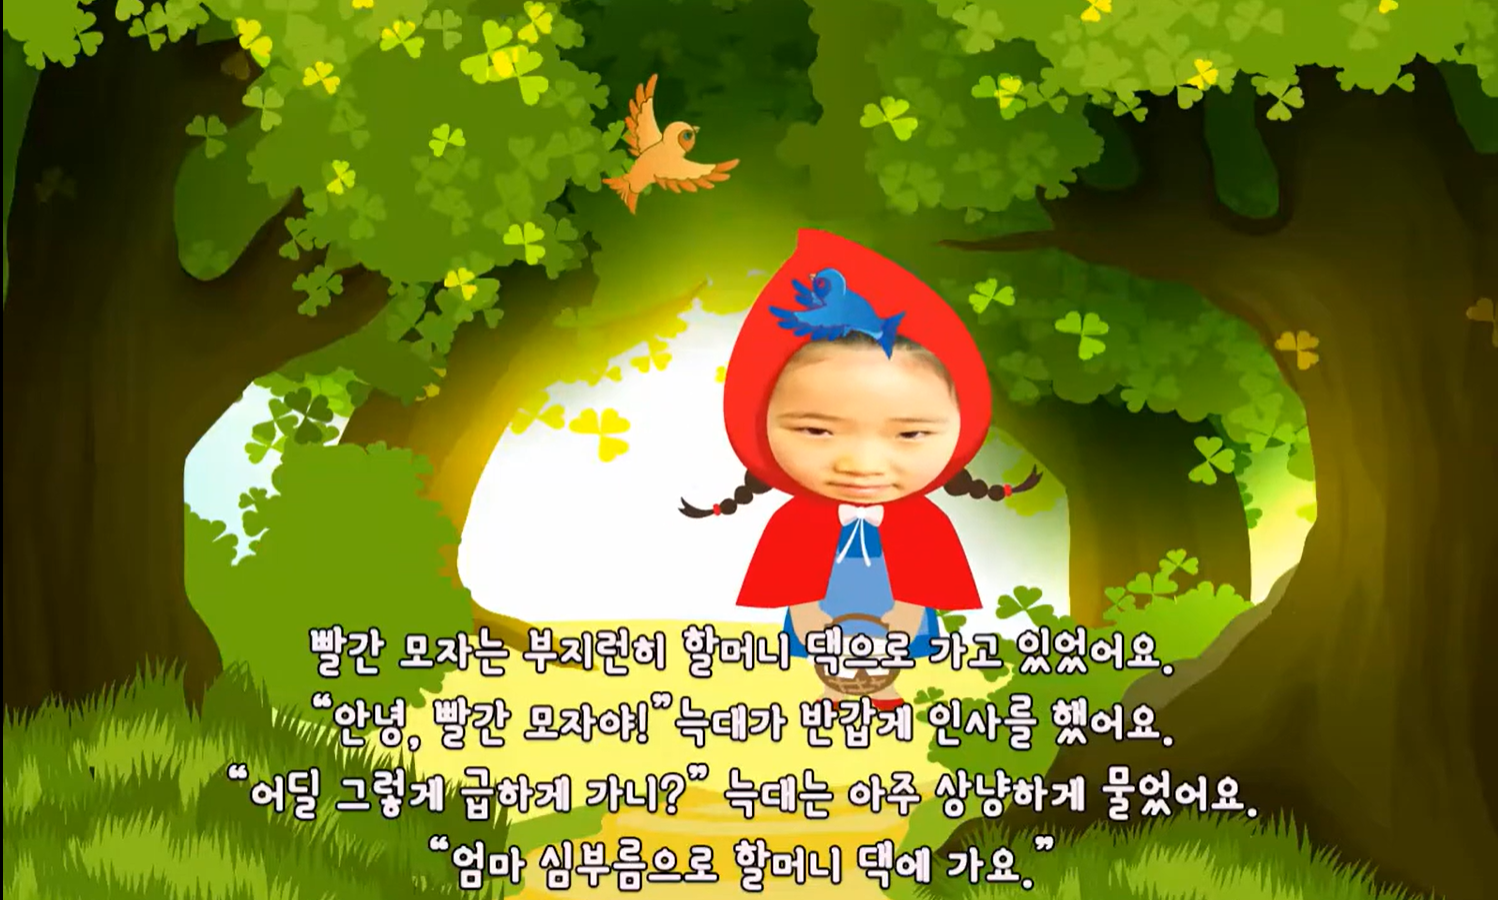 빨간 모자는 부지런히 할머니 댁으로 가고 있었어요.
“안녕, 빨간 모자야!”늑대가 반갑게 인사를 했어요.
“어딜 그렇게 급하게 가니?” 늑대는 아주 상냥하게 물었어요.
“엄마 심부름으로 할머니 댁에 가요.”